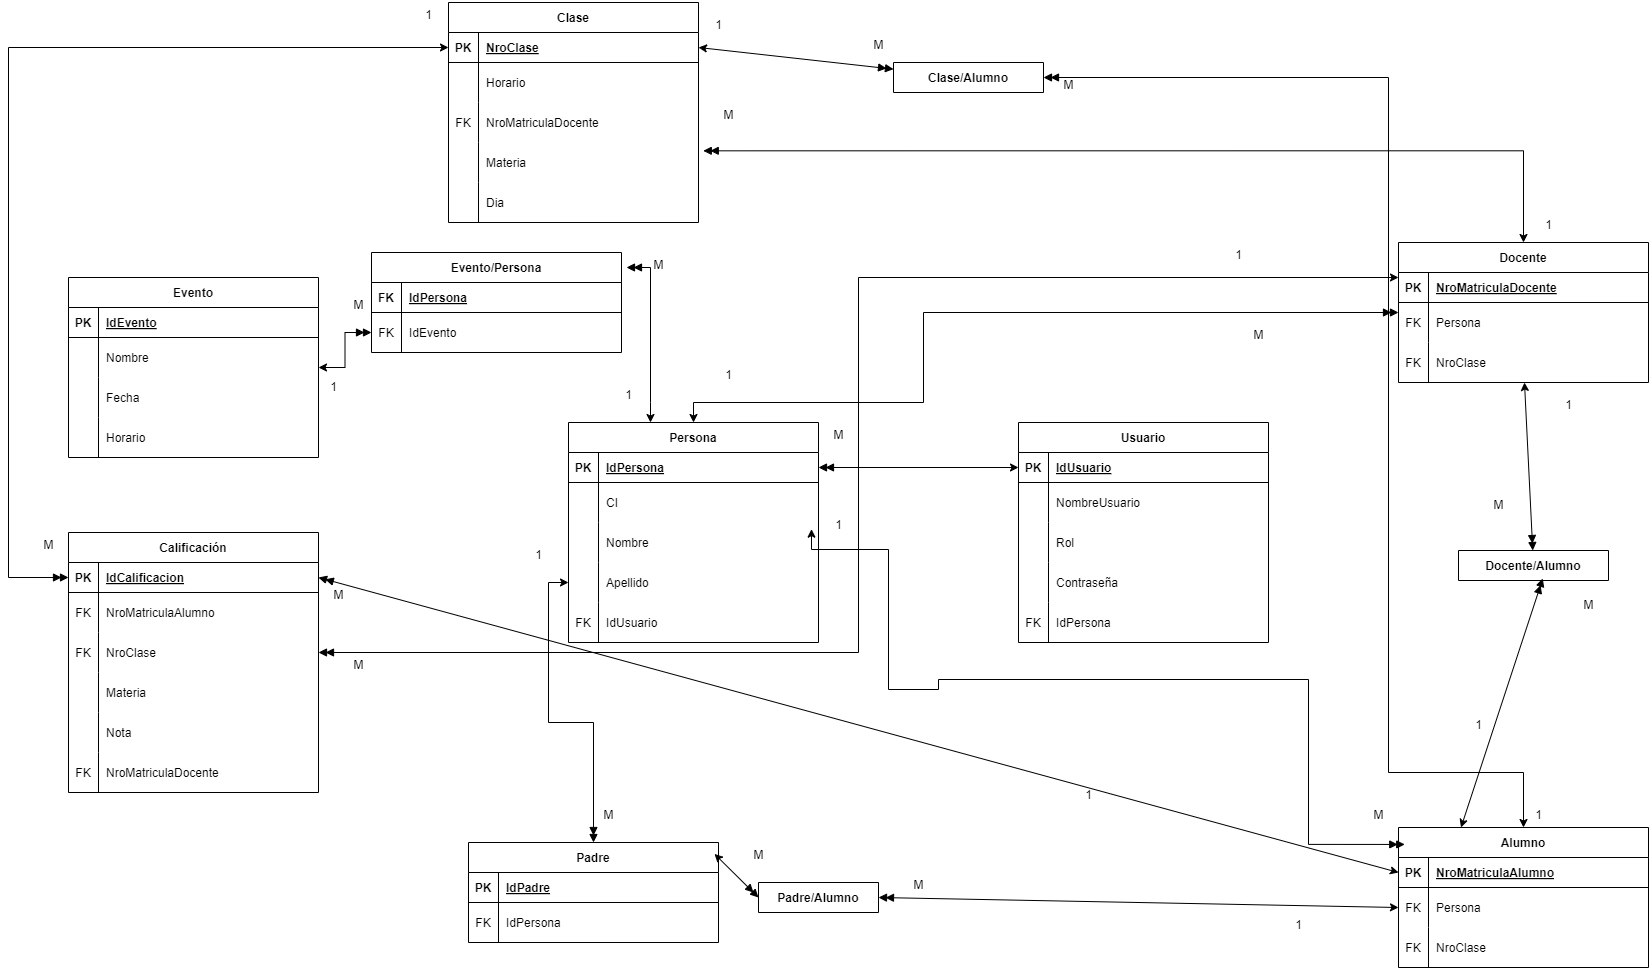 1
Clase
1
PK NroClase
M
Horario
Clase/Alumno
M
FK NroMatriculaDocente
M
Materia
Dia
1
1
Docente
PK NroMatriculaDocente
FK Persona
M
FK NroClase
1
Evento/Persona
M
FK IdPersona
FK IdEvento
M
Evento
PK IdEvento
Nombre
Fecha
Horario
1
1
1
Persona
M
PK IdPersona
CI
Nombre
Apellido
FK IdUsuario
1
1
Usuario
PK IdUsuario
NombreUsuario
Rol
Contraseña
FK IdPersona
M
Docente/Alumno
M
1
M
Calificación
PK IdCalificacion
M
FK NroMatriculaAlumno
FK NroClase
M
Materia
Nota
FK NroMatriculaDocente
1
M
M
Padre
PK IdPadre
FK IdPersona
M
Padre/Alumno
M
1
1
M
Alumno
PK NroMatriculaAlumno
FK Persona
FK NroClase